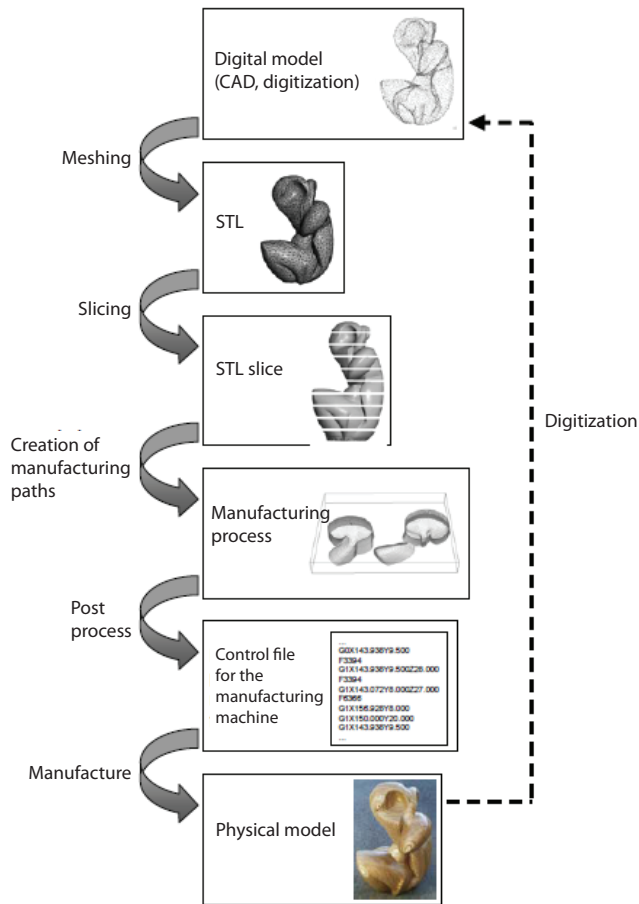 Digital model
(CAD, digitization)
Meshing
STL
Slicing
STL slice
Digitization
Creation of
manufacturing
paths
Manufacturing
process
Post
process
Control file
for the
manufacturing
machine
...
G0X143.936Y9.500
F3394
G1X143.936Y9.500Z26.000
F3394
G1X143.072Y8.000Z27.000
F6366
G1X156.928Y8.000
G1X150.000Y20.000
G1X143.936Y9.500
...
Manufacture
Physical model